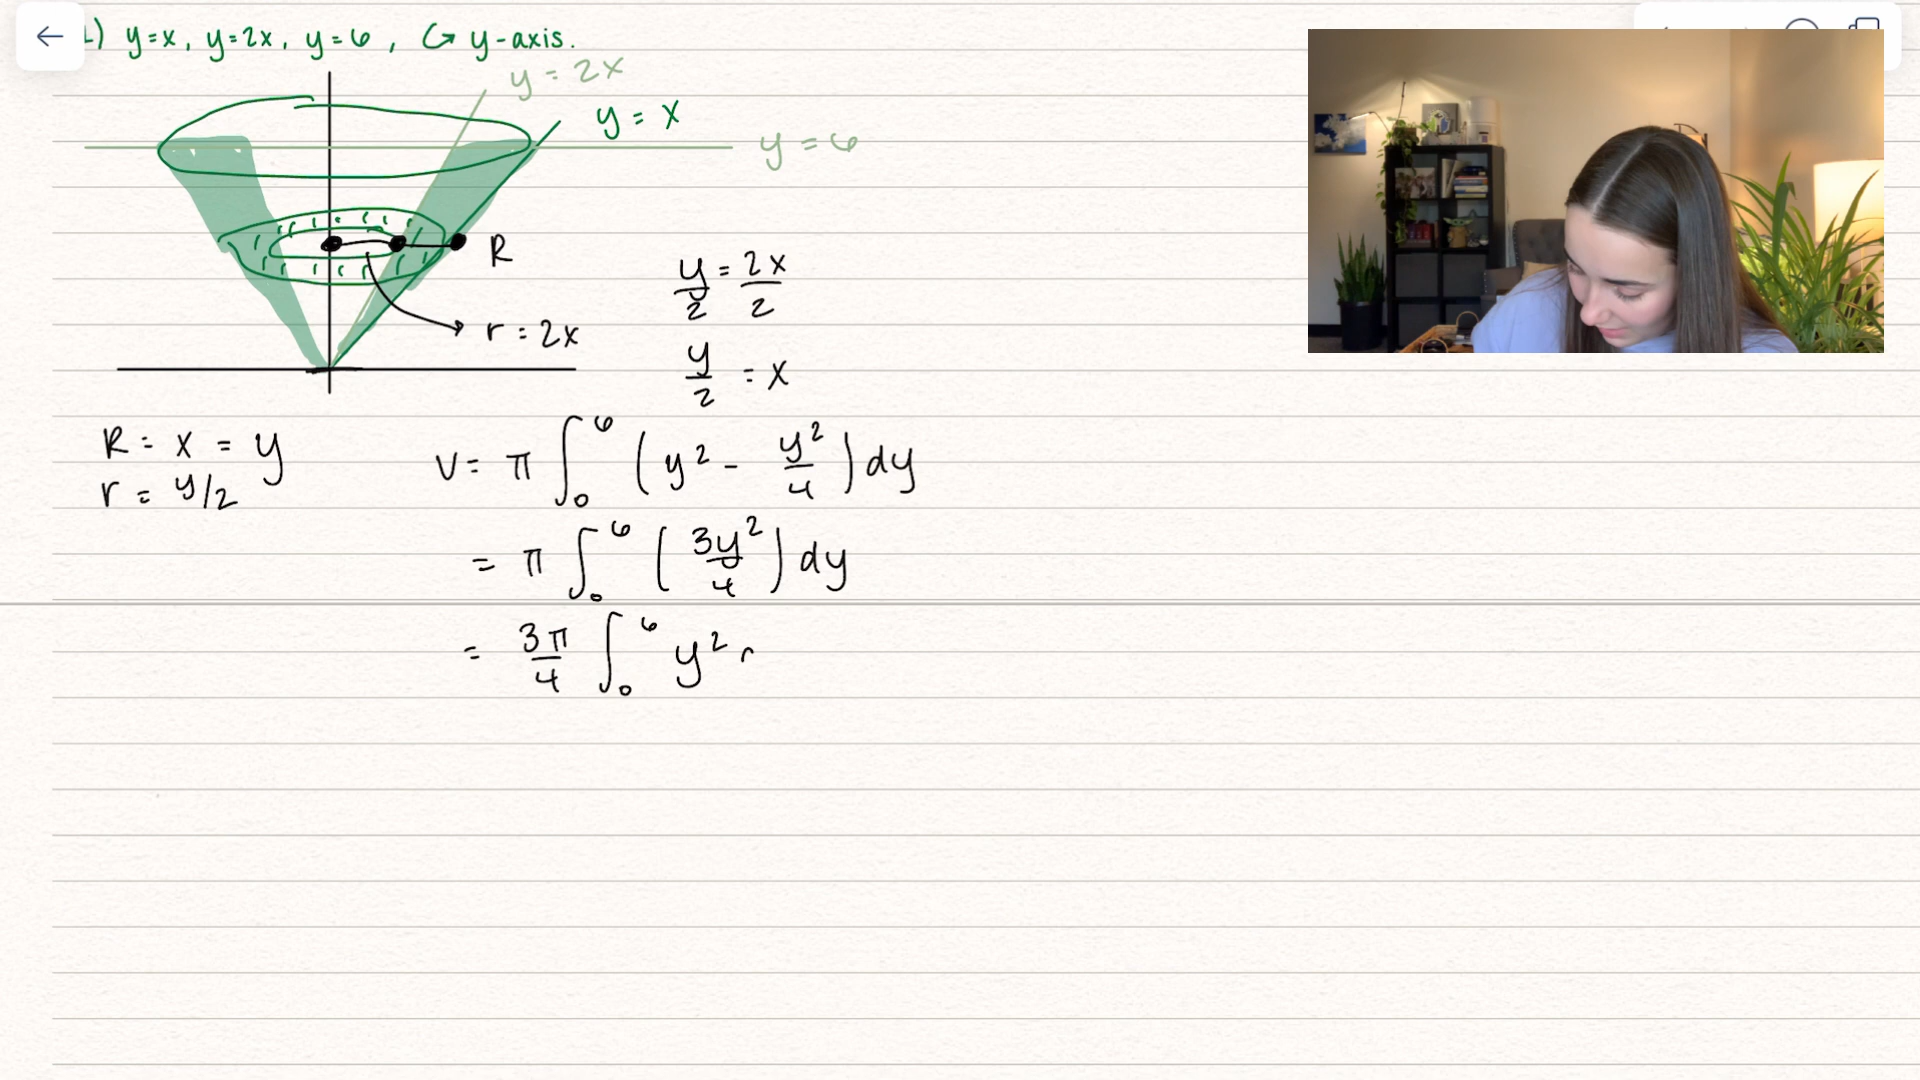 1) y=x, y=2x, y=6, ↻ y-axis.
y = 2x
y = x
y = 6
R
r = 2x
y/2 = 2x/2
y/2 = x
R = x = y
r = y/2
V = π ∫₀⁶ (y² - y²/4) dy
= π ∫₀⁶ (3y²/4) dy
= 3π/4 ∫₀⁶ y²